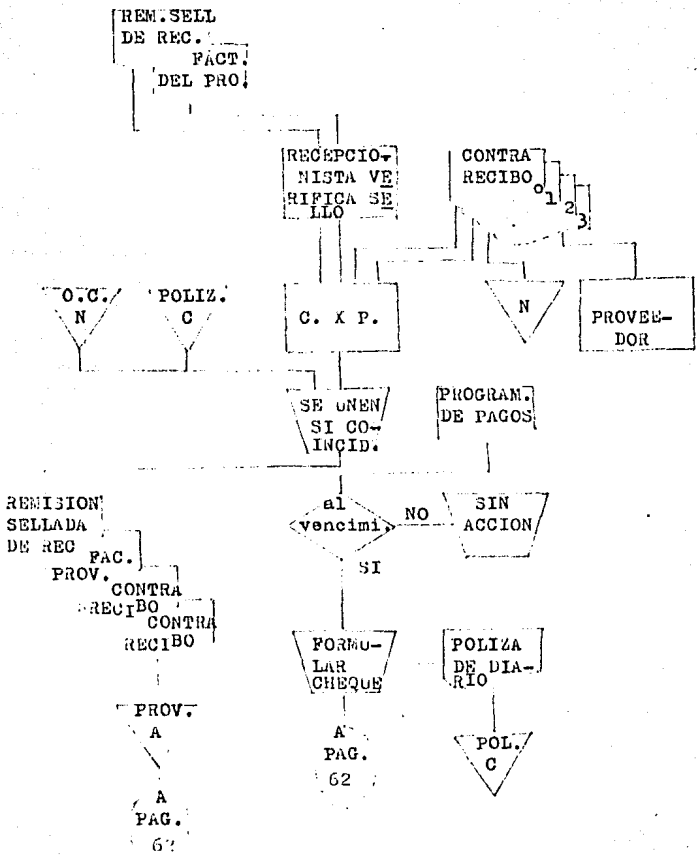 REM.SELL
DE REC.
FACT.
DEL PRO.
RECEPCIO-
NISTA VE
RIFICA SE
LLO
CONTRA
RECIBO
0
1
2
3
O.C.
N
POLIZ.
C
C. X P.
N
PROVEE-
DOR
SE UNEN
SI CO-
INCID.
PROGRAM.
DE PAGOS
al
vencimi.
NO
SIN
ACCION
SI
REMISION
SELLADA
DE REC
FAC.
PROV.
CONTRA
RECIBO
CONTRA
RECIBO
FORMU-
LAR
CHEQUE
POLIZA
DE DIA-
RIO
PROV.
A
A
PAG.
62
POL.
C
A
PAG.